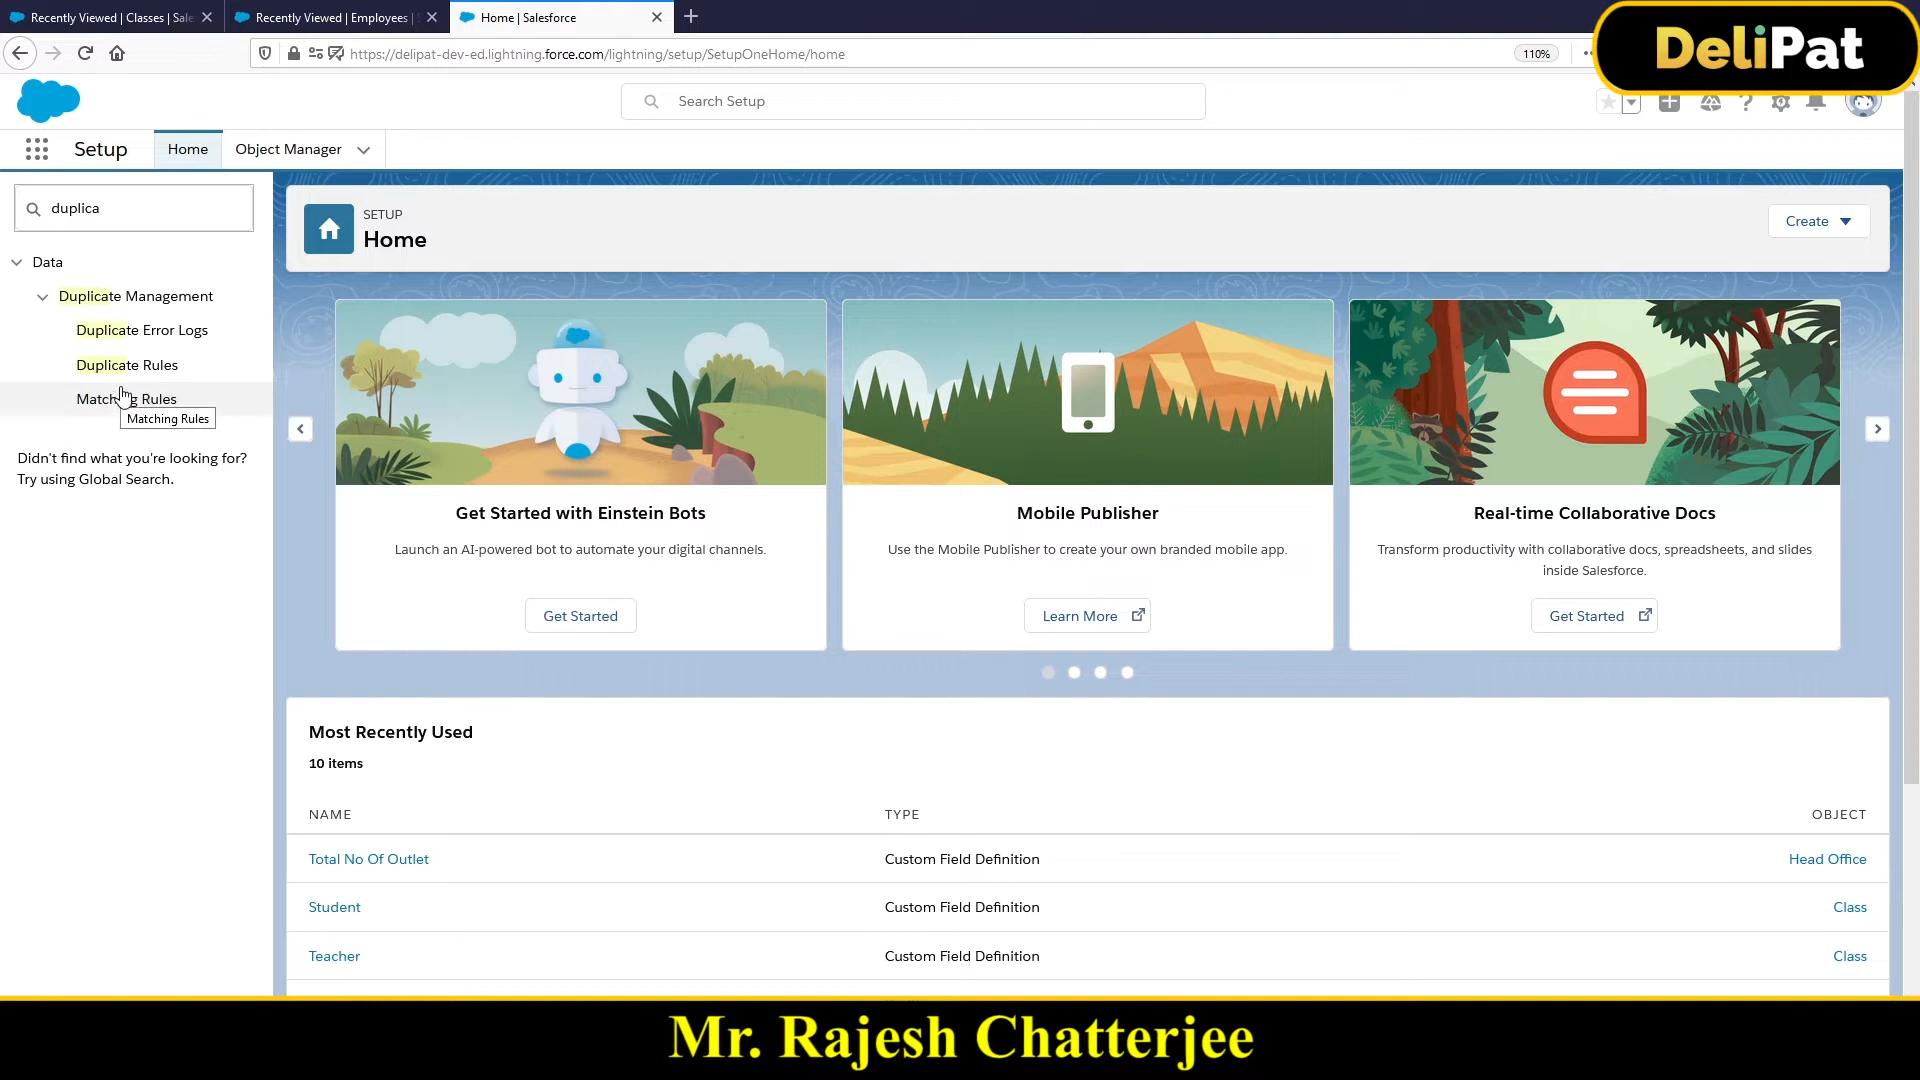 Recently Viewed | Classes | Sale
Recently Viewed | Employees |
Home | Salesforce
https://delipat-dev-ed.lightning.force.com/lightning/setup/SetupOneHome/home
110%
DeliPat
Search Setup
Setup
Home
Object Manager
duplica
Data
Duplicate Management
Duplicate Error Logs
Duplicate Rules
Matching Rules
Matching Rules
Didn't find what you're looking for?
Try using Global Search.
SETUP
Home
Create
Get Started with Einstein Bots
Launch an AI-powered bot to automate your digital channels.
Get Started
Mobile Publisher
Use the Mobile Publisher to create your own branded mobile app.
Learn More
Real-time Collaborative Docs
Transform productivity with collaborative docs, spreadsheets, and slides
inside Salesforce.
Get Started
Most Recently Used
10 items
NAME TYPE OBJECT
Total No Of Outlet Custom Field Definition Head Office
Student Custom Field Definition Class
Teacher Custom Field Definition Class
Mr. Rajesh Chatterjee